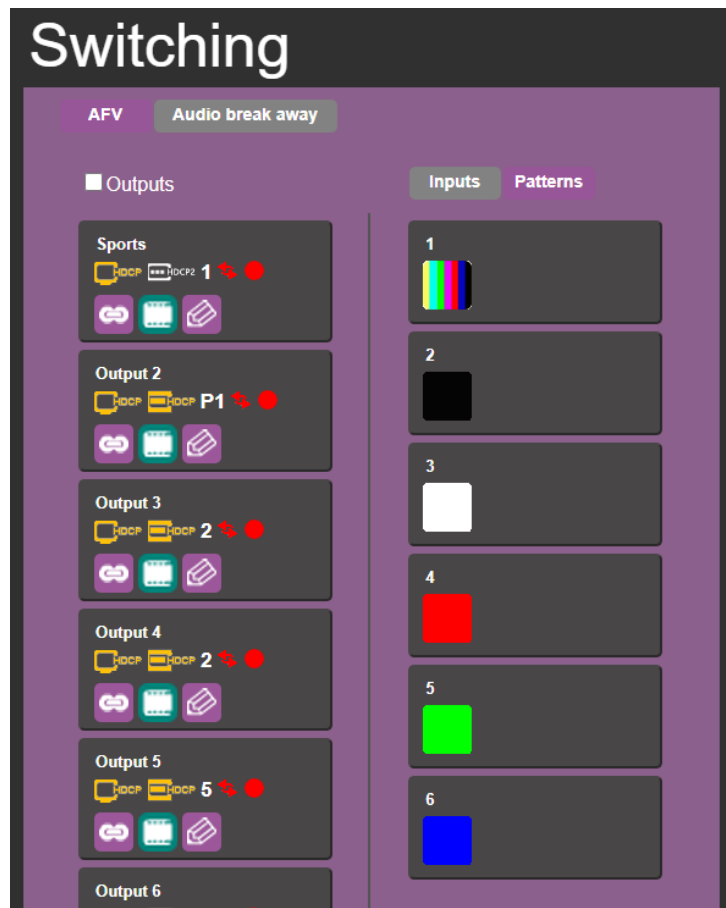 Switching
AFV Audio break away
Outputs
Sports
HDCP HDCP2 1
Output 2
HDCP HDCP P1
Output 3
HDCP HDCP 2
Output 4
HDCP HDCP 2
Output 5
HDCP HDCP 5
Output 6
Inputs Patterns
1
2
3
4
5
6